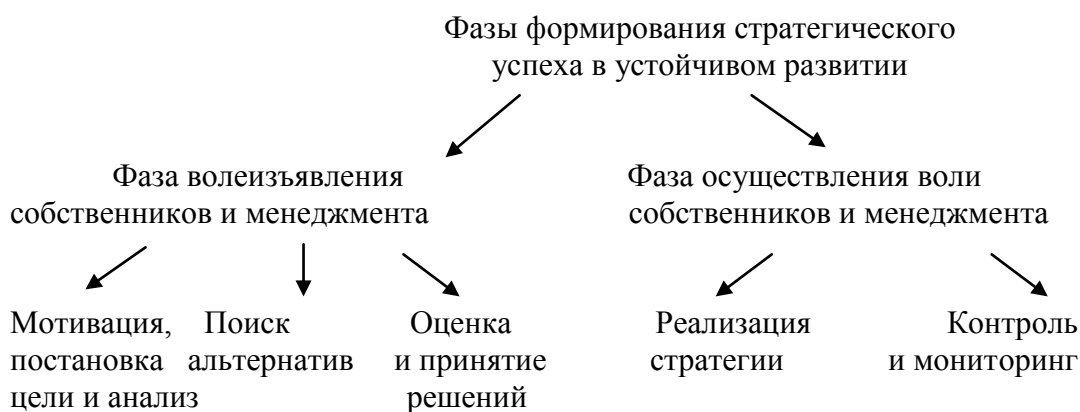 Фазы формирования стратегического
успеха в устойчивом развитии
Фаза волеизъявления
собственников и менеджмента
Фаза осуществления воли
собственников и менеджмента
Мотивация,
постановка
цели и анализ
Поиск
альтернатив
Оценка
и принятие
решений
Реализация
стратегии
Контроль
и мониторинг